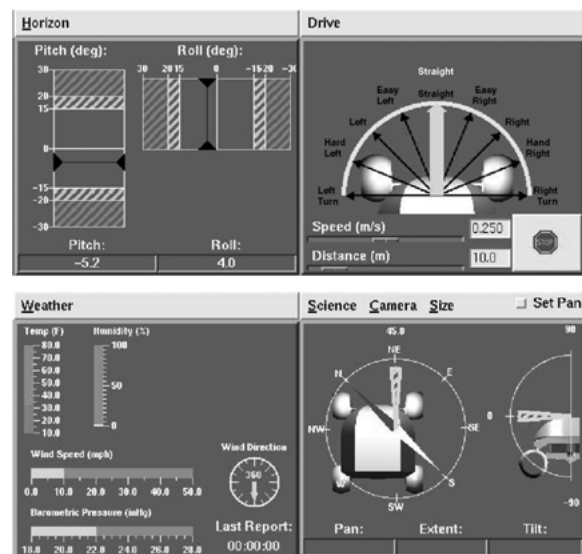 Horizon
Pitch (deg):
Roll (deg):
30
20
15
0
-15
-20
-30
30 20 15 0 -15 -20 -30
Pitch:
Roll:
-5.2
4.0
Drive
Straight
Easy Left
Straight
Easy Right
Left
Right
Hard Left
Hand Right
Left Turn
Right Turn
Speed (m/s)
0.250
Distance (m)
10.0
STOP
Weather
Temp (F)
Humidity (%)
80.0
70.0
60.0
50.0
40.0
30.0
20.0
10.0
100
50
0
Wind Speed (mph)
0.0 10.0 20.0 30.0 40.0 50.0
Wind Direction
360
Barometric Pressure (inHg)
18.0 20.0 22.0 24.0 26.0 28.0
Last Report:
00:00:00
Science Camera Size
Set Pan
45.0
NE
N
E
NW
SE
W
S
SW
90
0
-90
Pan:
Extent:
Tilt: